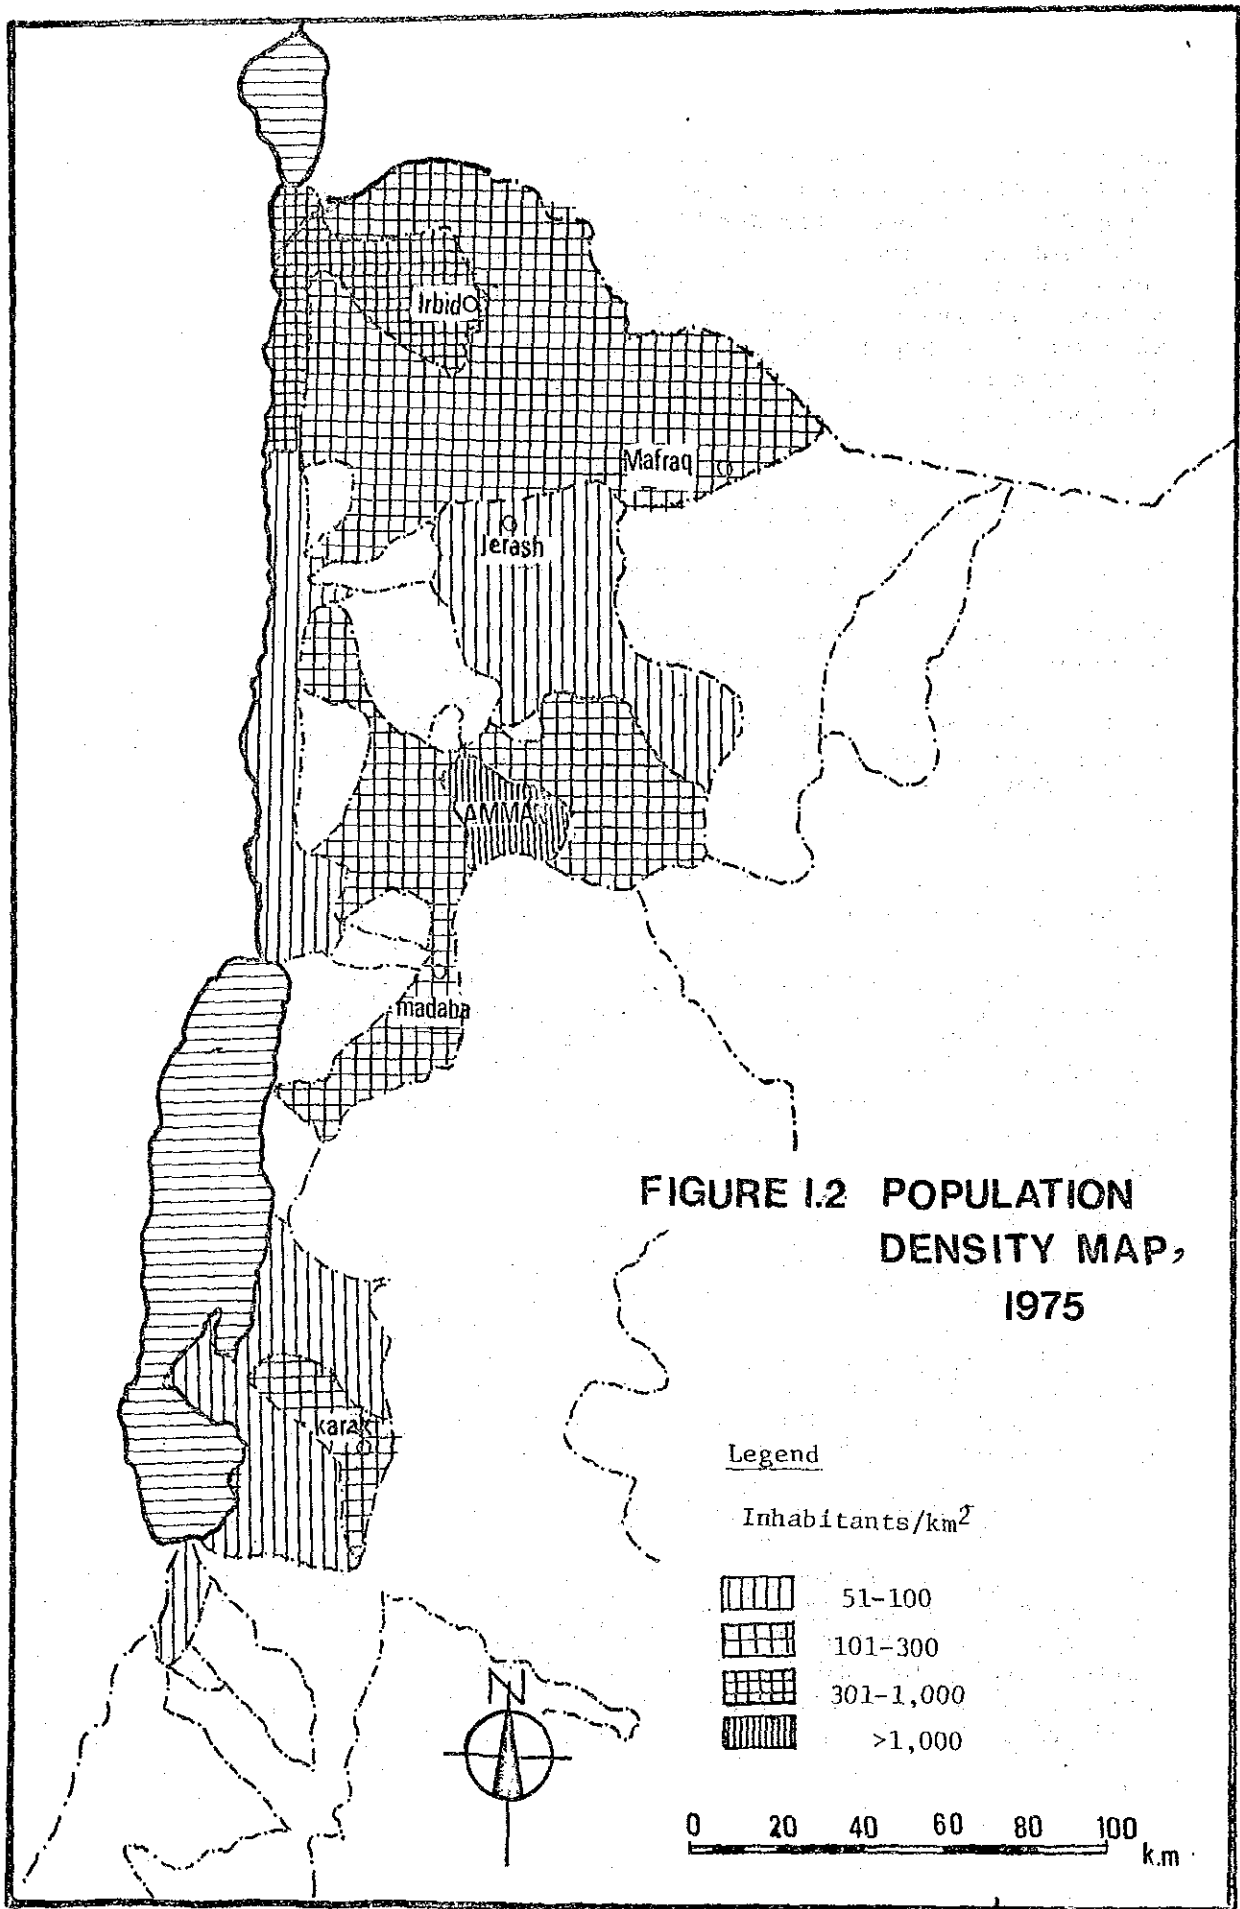 Irbid
Mafraq
Jerash
AMMAN
madaba
FIGURE 1.2 POPULATION
DENSITY MAP,
1975
karak
Legend
Inhabitants/km²
51-100
101-300
301-1,000
>1,000
N
0 20 40 60 80 100
k.m